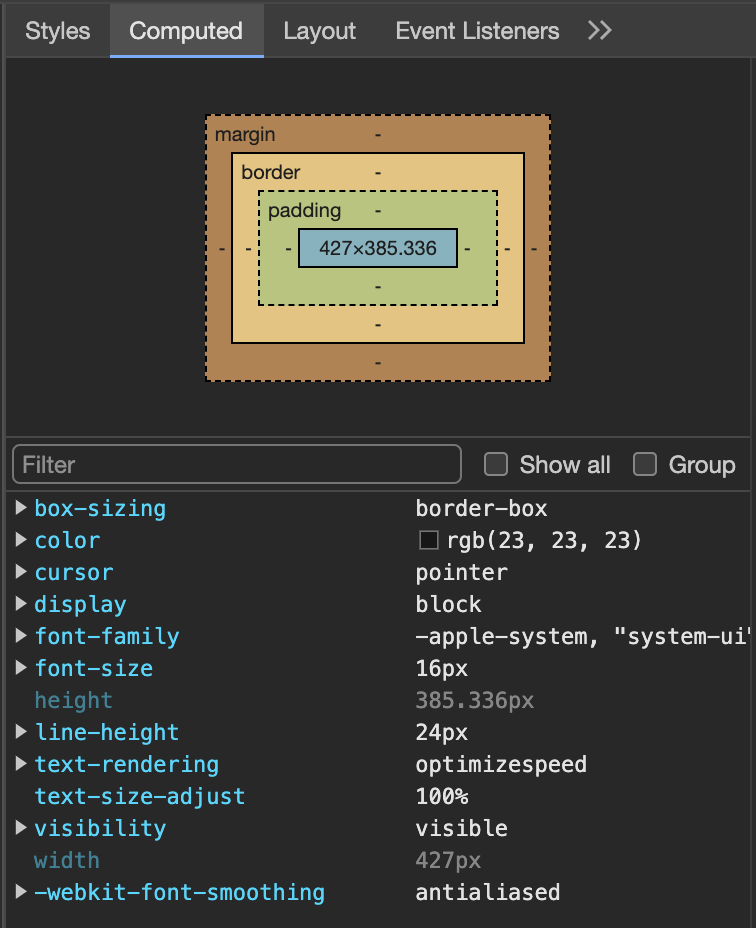 Styles Computed Layout Event Listeners
margin -
border -
padding -
- - - 427×385.336 - - -
-
-
-
Filter Show all Group
box-sizing border-box
color rgb(23, 23, 23)
cursor pointer
display block
font-family -apple-system, "system-ui"
font-size 16px
height 385.336px
line-height 24px
text-rendering optimizespeed
text-size-adjust 100%
visibility visible
width 427px
-webkit-font-smoothing antialiased